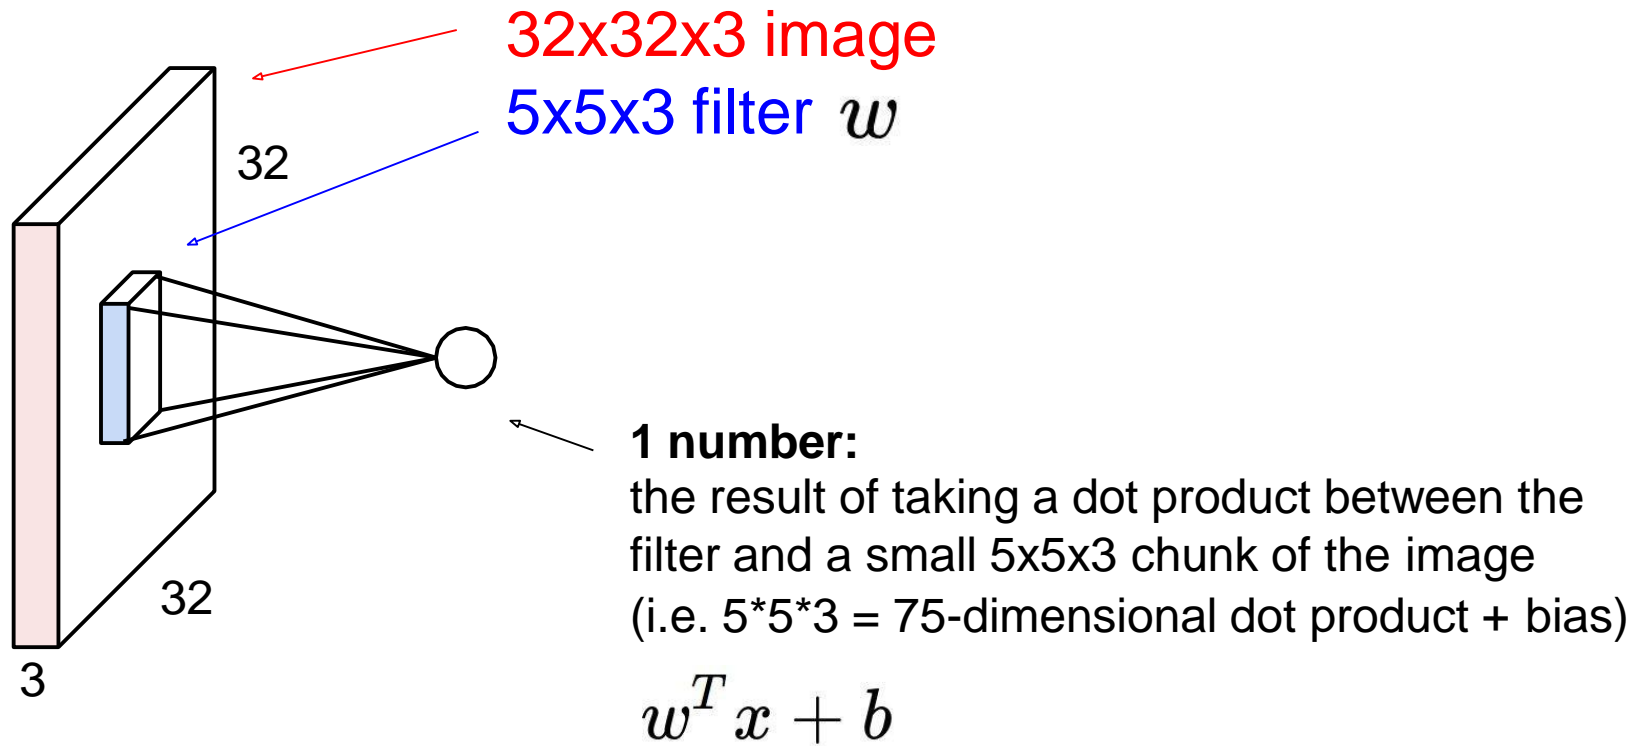 32x32x3 image
5x5x3 filter w
32
32
3
1 number:
the result of taking a dot product between the
filter and a small 5x5x3 chunk of the image
(i.e. 5*5*3 = 75-dimensional dot product + bias)
w^T x + b